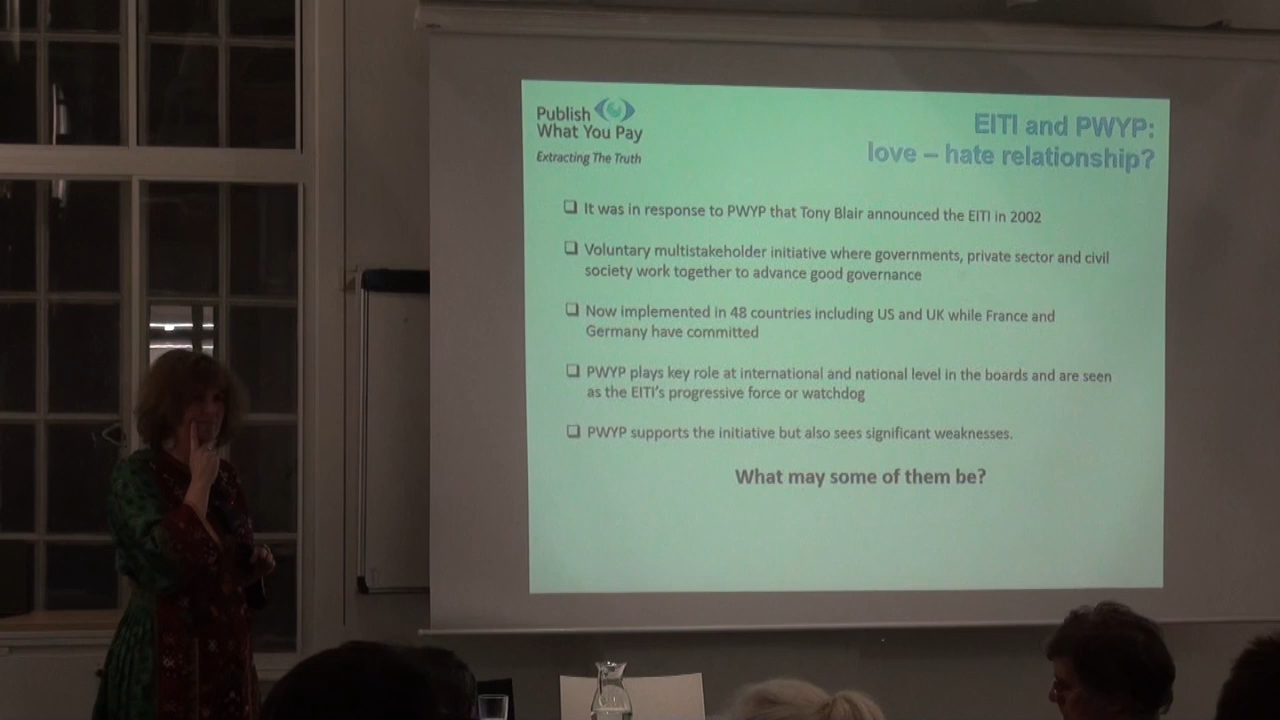 Publish
What You Pay
Extracting The Truth
EITI and PWYP:
love – hate relationship?
❑ It was in response to PWYP that Tony Blair announced the EITI in 2002
❑ Voluntary multistakeholder initiative where governments, private sector and civil
society work together to advance good governance
❑ Now implemented in 48 countries including US and UK while France and
Germany have committed
❑ PWYP plays key role at international and national level in the boards and are seen
as the EITI's progressive force or watchdog
❑ PWYP supports the initiative but also sees significant weaknesses.
What may some of them be?